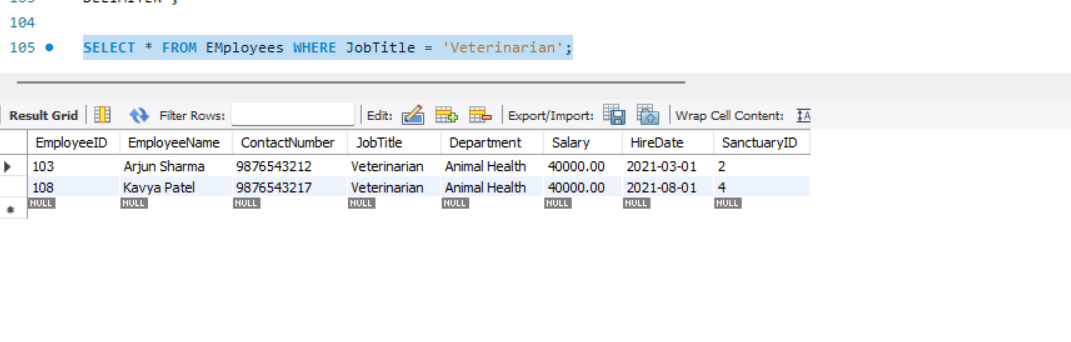 DELIMITER ;
104
105 SELECT * FROM EMployees WHERE JobTitle = 'Veterinarian';
Result Grid Filter Rows: Edit: Export/Import: Wrap Cell Content: IA
EmployeeID EmployeeName ContactNumber JobTitle Department Salary HireDate SanctuaryID
103 Arjun Sharma 9876543212 Veterinarian Animal Health 40000.00 2021-03-01 2
108 Kavya Patel 9876543217 Veterinarian Animal Health 40000.00 2021-08-01 4
NULL NULL NULL NULL NULL NULL NULL NULL